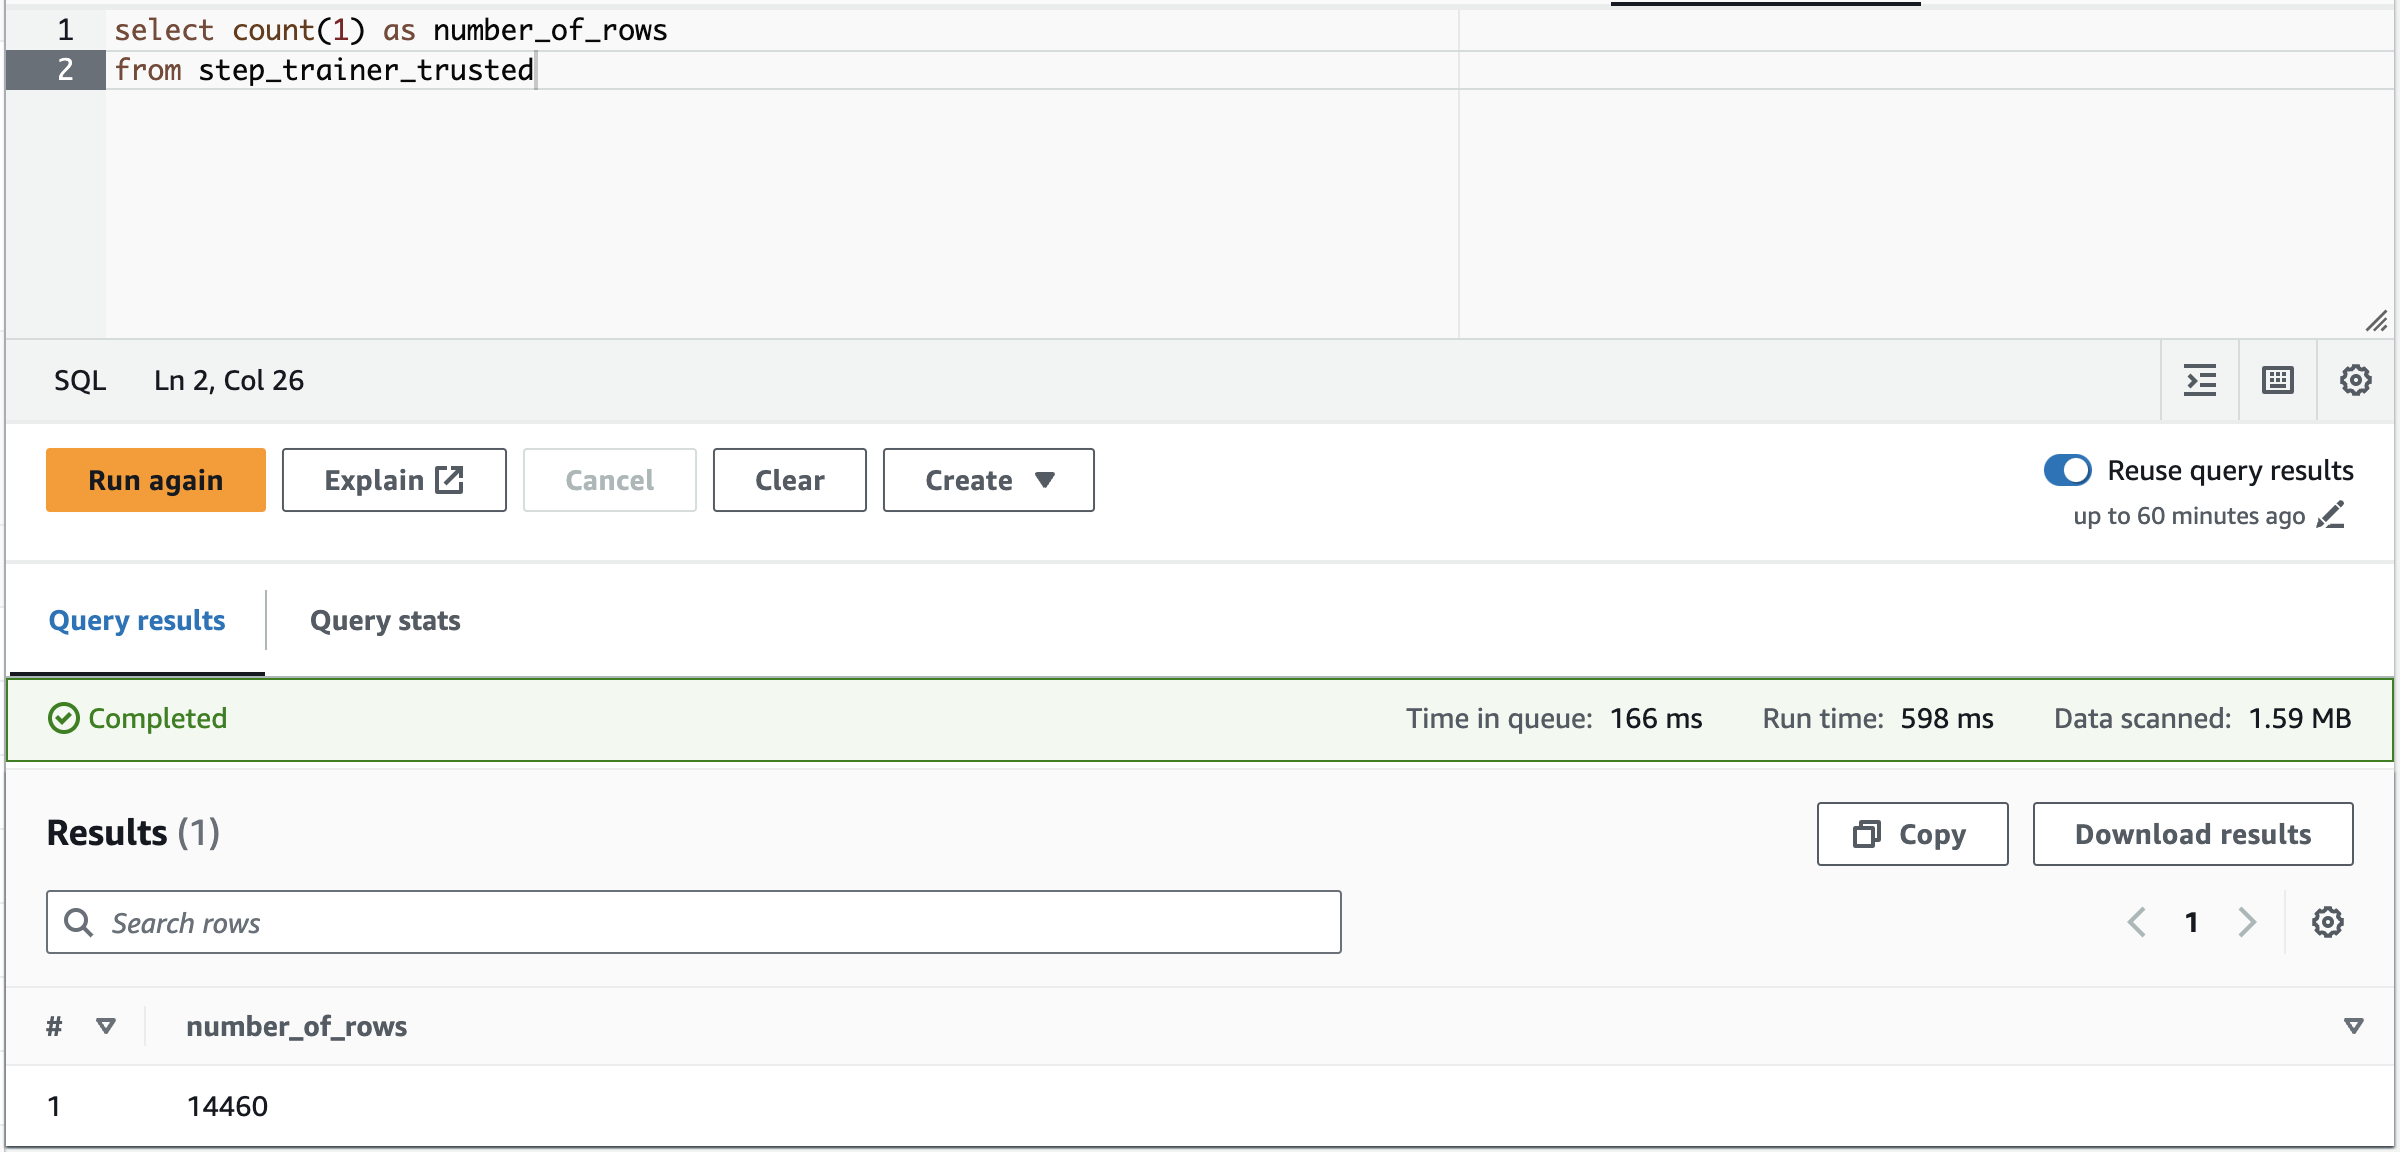 1 select count(1) as number_of_rows
2 from step_trainer_trusted
SQL Ln 2, Col 26
Run again Explain Cancel Clear Create Reuse query results
up to 60 minutes ago
Query results Query stats
Completed Time in queue: 166 ms Run time: 598 ms Data scanned: 1.59 MB
Results (1) Copy Download results
Search rows 1
# number_of_rows
1 14460